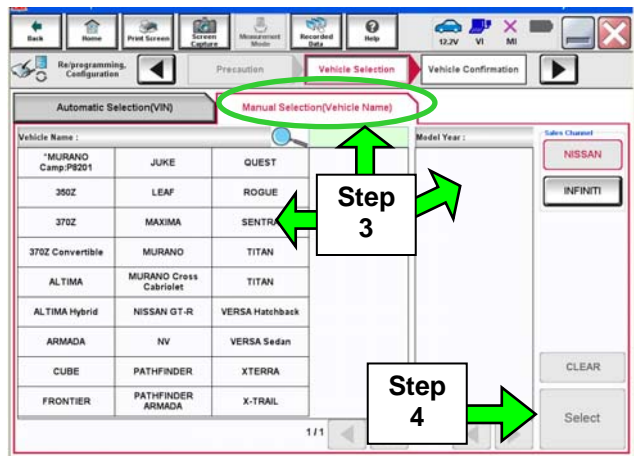 Back
Home
Print Screen
Screen
Capture
Measurement
Mode
Recorded
Data
Help
12.2V
VI
MI
Re/programming,
Configuration
Precaution
Vehicle Selection
Vehicle Confirmation
Automatic Selection(VIN)
Manual Selection(Vehicle Name)
Vehicle Name :
Model Year :
Sales Channel
*MURANO
Camp:P8201
JUKE
QUEST
NISSAN
350Z
LEAF
ROGUE
INFINITI
370Z
MAXIMA
SENTRA
Step
3
370Z Convertible
MURANO
TITAN
ALTIMA
MURANO Cross
Cabriolet
TITAN
ALTIMA Hybrid
NISSAN GT-R
VERSA Hatchback
ARMADA
NV
VERSA Sedan
CUBE
PATHFINDER
XTERRA
CLEAR
FRONTIER
PATHFINDER
ARMADA
X-TRAIL
Step
4
Select
1/1